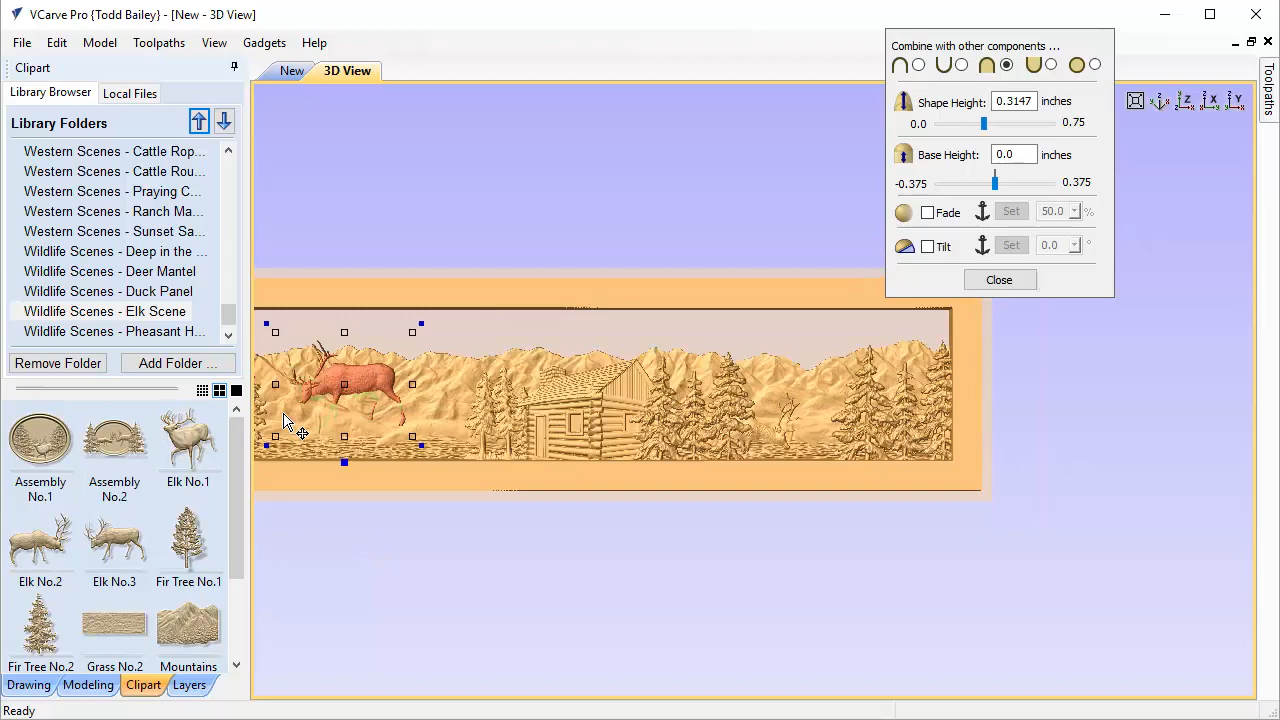 VCarve Pro {Todd Bailey} - [New - 3D View]
File Edit Model Toolpaths View Gadgets Help
Clipart
Library Browser Local Files
Library Folders
Western Scenes - Cattle Rop...
Western Scenes - Cattle Rou...
Western Scenes - Praying C...
Western Scenes - Ranch Ma...
Western Scenes - Sunset Sa...
Wildlife Scenes - Deep in the ...
Wildlife Scenes - Deer Mantel
Wildlife Scenes - Duck Panel
Wildlife Scenes - Elk Scene
Wildlife Scenes - Pheasant H...
Remove Folder Add Folder ...
Assembly No.1
Assembly No.2
Elk No.1
Elk No.2
Elk No.3
Fir Tree No.1
Fir Tree No.2
Grass No.2
Mountains
Drawing Modeling Clipart Layers
Ready
New 3D View
Combine with other components ...
Shape Height: 0.3147 inches
0.0 0.75
Base Height: 0.0 inches
-0.375 0.375
Fade Set 50.0 %
Tilt Set 0.0 °
Close
Z X Y
Toolpaths